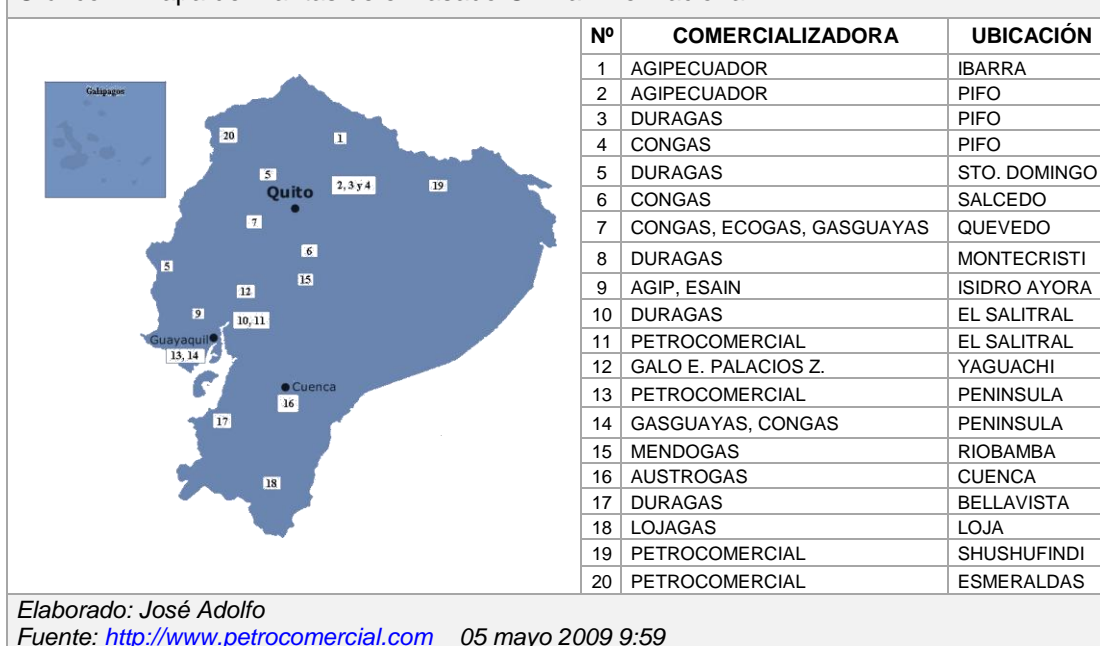 Galápagos
20
1
5
Quito
2, 3 y 4
19
7
6
5
15
12
9
10, 11
Guayaquil
13, 14
Cuenca
16
17
18
Nº COMERCIALIZADORA UBICACIÓN
1 AGIPECUADOR IBARRA
2 AGIPECUADOR PIFO
3 DURAGAS PIFO
4 CONGAS PIFO
5 DURAGAS STO. DOMINGO
6 CONGAS SALCEDO
7 CONGAS, ECOGAS, GASGUAYAS QUEVEDO
8 DURAGAS MONTECRISTI
9 AGIP, ESAIN ISIDRO AYORA
10 DURAGAS EL SALITRAL
11 PETROCOMERCIAL EL SALITRAL
12 GALO E. PALACIOS Z. YAGUACHI
13 PETROCOMERCIAL PENINSULA
14 GASGUAYAS, CONGAS PENINSULA
15 MENDOGAS RIOBAMBA
16 AUSTROGAS CUENCA
17 DURAGAS BELLAVISTA
18 LOJAGAS LOJA
19 PETROCOMERCIAL SHUSHUFINDI
20 PETROCOMERCIAL ESMERALDAS
Elaborado: José Adolfo
Fuente: http://www.petrocomercial.com 05 mayo 2009 9:59